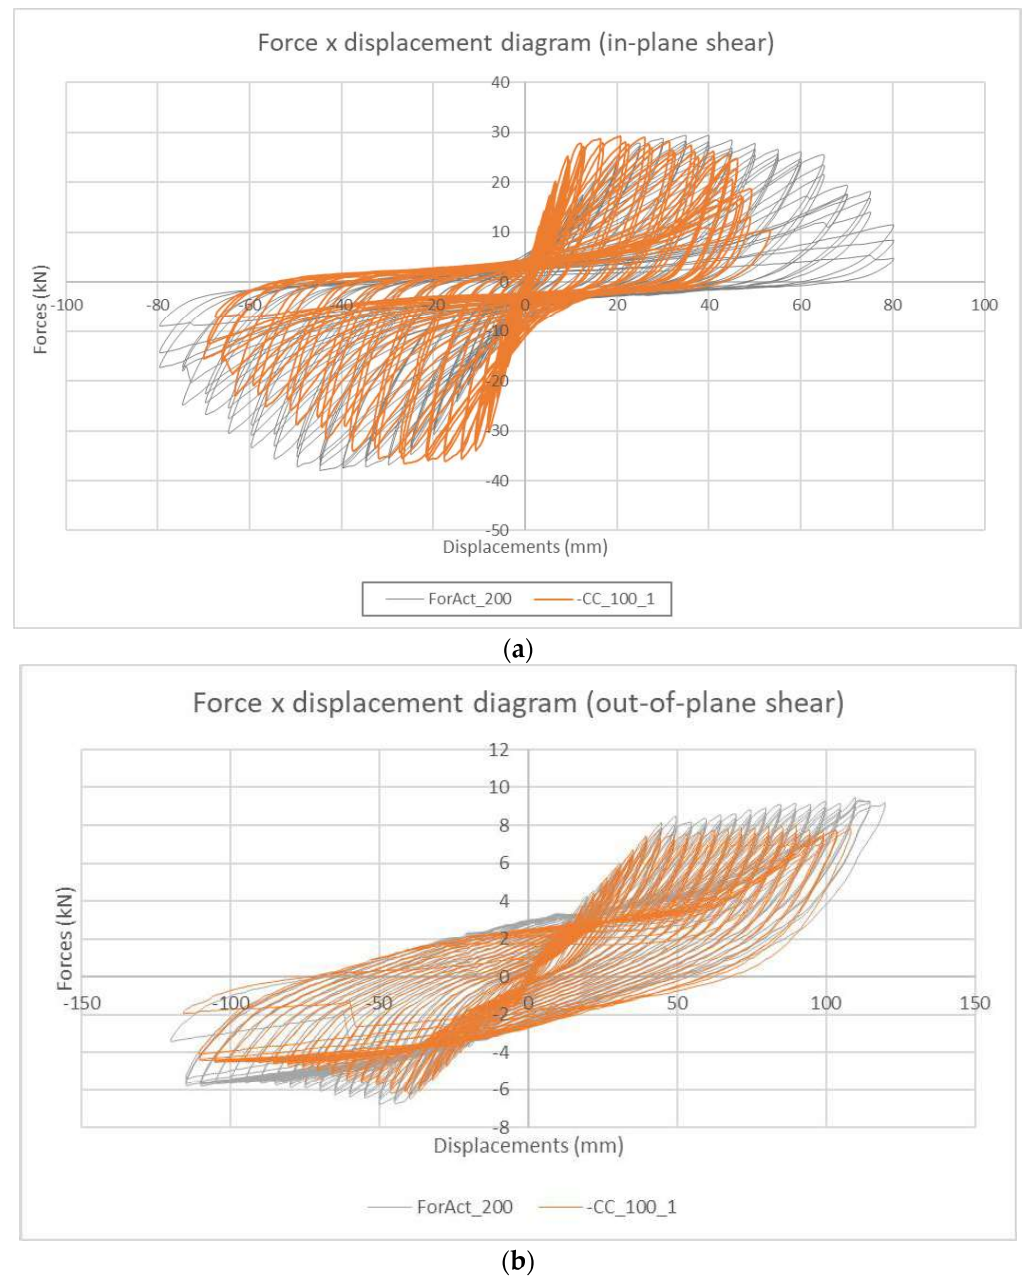 Force x displacement diagram (in-plane shear)
40
30
20
10
0
-100 -80 -60 -40 -20 0 20 40 60 80 100
-10
-20
-30
-40
-50
Forces (kN)
Displacements (mm)
ForAct_200 -CC_100_1
(a)
Force x displacement diagram (out-of-plane shear)
12
10
8
6
4
2
0
-150 -100 -50 0 50 100 150
-2
-4
-6
-8
Forces (kN)
Displacements (mm)
ForAct_200 -CC_100_1
(b)